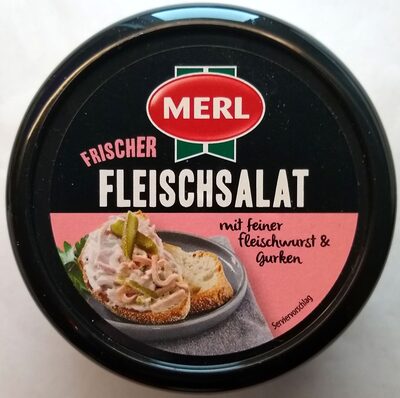 MERL
FRISCHER
FLEISCHSALAT
mit feiner
fleischwurst &
Gurken
Serviervorschlag